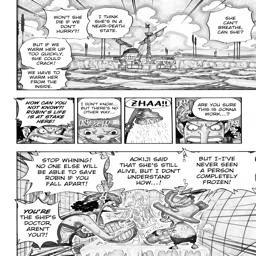 WON'T
SHE DIE IF
WE DON'T
HURRY?!
I THINK
SHE'S IN A
NEAR-DEATH
STATE.
SHE
CAN'T
BREATHE,
CAN SHE?
BUT IF WE
WARM HER UP
TOO QUICKLY,
SHE COULD
CRACK!
WE HAVE TO
WARM HER
FROM THE
INSIDE.
HOW CAN YOU
NOT KNOW?!
ROBIN'S LIFE
IS AT STAKE
HERE!
I DON'T KNOW,
BUT THERE'S NO
OTHER WAY...
ZHAA!!
ARE YOU SURE
THIS IS GONNA
WORK...?
STOP WHINING!
NO ONE ELSE WILL
BE ABLE TO SAVE
ROBIN IF YOU
FALL APART!
AOKIJI SAID
THAT SHE'S STILL
ALIVE, BUT I DON'T
UNDERSTAND
HOW...!
BUT I-I'VE
NEVER SEEN
A PERSON
COMPLETELY
FROZEN!
YOU'RE
THE SHIP'S
DOCTOR,
AREN'T
YOU?!